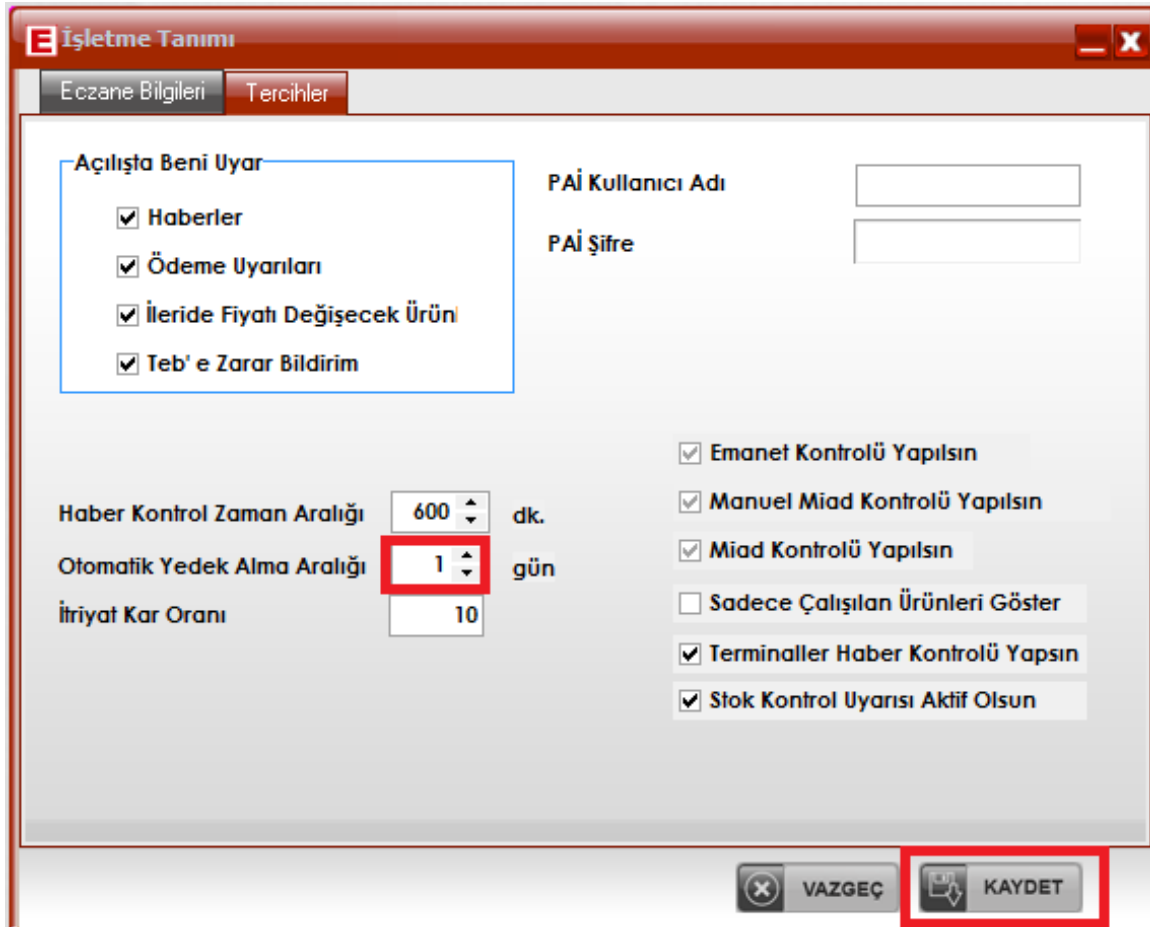 E İşletme Tanımı
Eczane Bilgileri
Tercihler
Açılışta Beni Uyar
Haberler
Ödeme Uyarıları
İleride Fiyatı Değişecek Ürünl
Teb' e Zarar Bildirim
PAİ Kullanıcı Adı
PAİ Şifre
Haber Kontrol Zaman Aralığı 600 dk.
Otomatik Yedek Alma Aralığı 1 gün
İtriyat Kar Oranı 10
Emanet Kontrolü Yapılsın
Manuel Miad Kontrolü Yapılsın
Miad Kontrolü Yapılsın
Sadece Çalışılan Ürünleri Göster
Terminaller Haber Kontrolü Yapsın
Stok Kontrol Uyarısı Aktif Olsun
VAZGEÇ
KAYDET